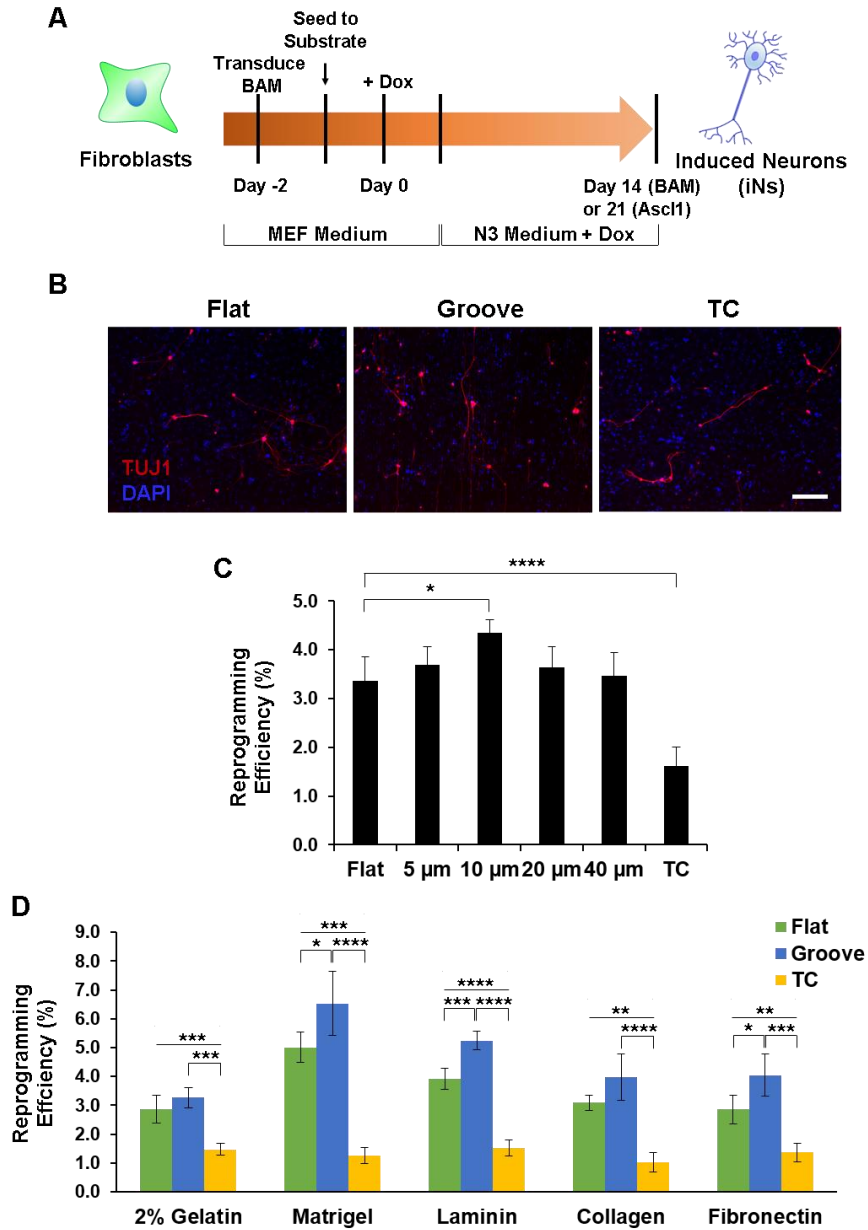 A
Seed to
Substrate
Transduce
BAM
+ Dox
Fibroblasts
Induced Neurons
(iNs)
Day -2
Day 0
Day 14 (BAM)
or 21 (Ascl1)
MEF Medium
N3 Medium + Dox
B
Flat
Groove
TC
TUJ1
DAPI
C
****
*
5.0
4.0
3.0
2.0
1.0
0.0
Reprogramming
Efficiency (%)
Flat
5 µm
10 µm
20 µm
40 µm
TC
D
9.0
8.0
7.0
6.0
5.0
4.0
3.0
2.0
1.0
0.0
Reprogramming
Effciency (%)
Flat
Groove
TC
***
***
***
* ****
****
*** ****
**
****
**
* ***
2% Gelatin
Matrigel
Laminin
Collagen
Fibronectin